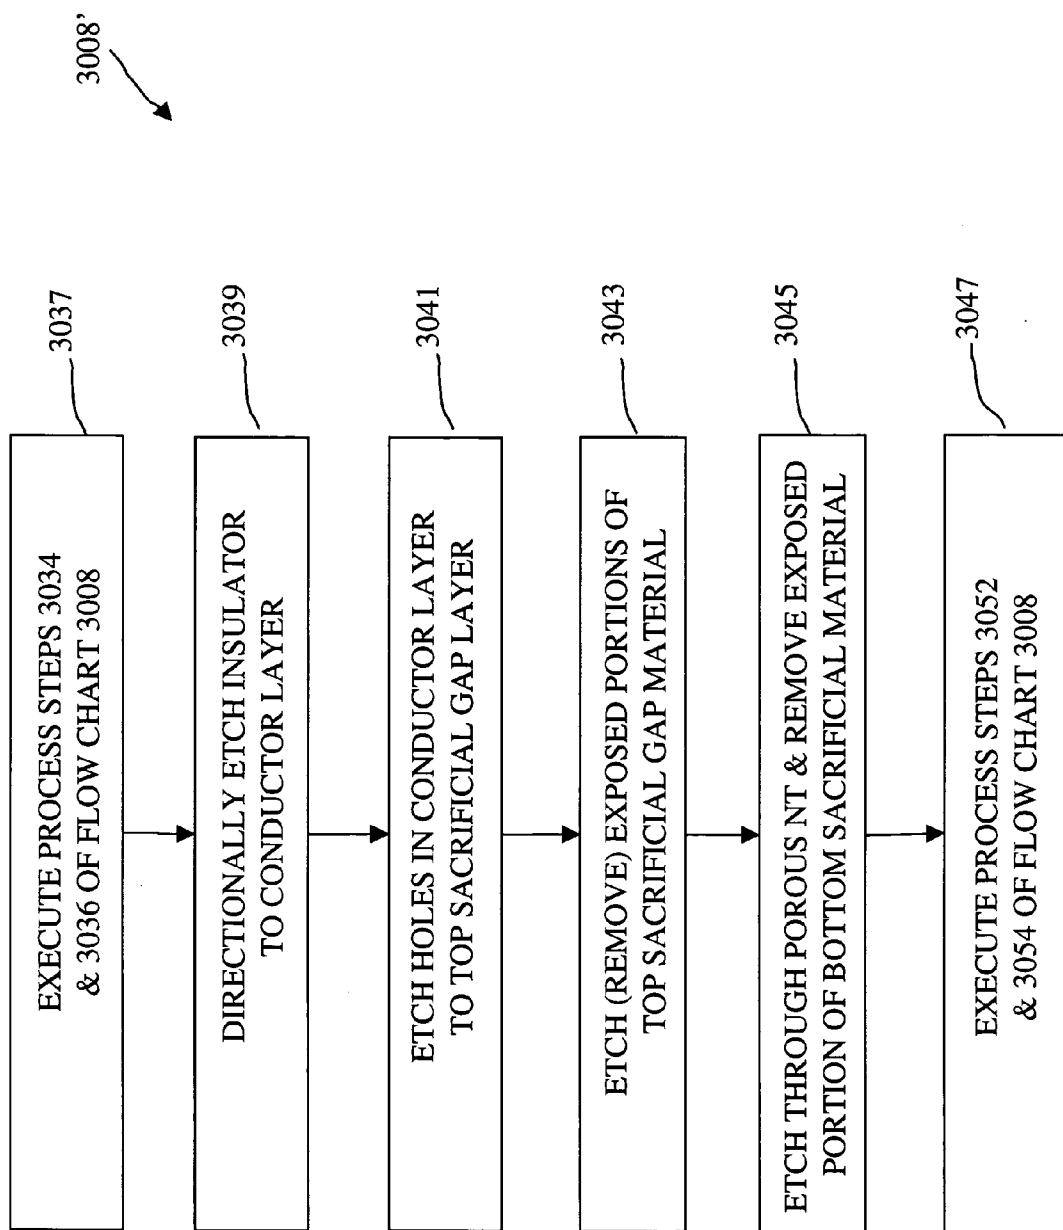 3008'
EXECUTE PROCESS STEPS 3034
& 3036 OF FLOW CHART 3008
3037
DIRECTIONALLY ETCH INSULATOR
TO CONDUCTOR LAYER
3039
ETCH HOLES IN CONDUCTOR LAYER
TO TOP SACRIFICIAL GAP LAYER
3041
ETCH (REMOVE) EXPOSED PORTIONS OF
TOP SACRIFICIAL GAP MATERIAL
3043
ETCH THROUGH POROUS NT & REMOVE EXPOSED
PORTION OF BOTTOM SACRIFICAL MATERIAL
3045
EXECUTE PROCESS STEPS 3052
& 3054 OF FLOW CHART 3008
3047